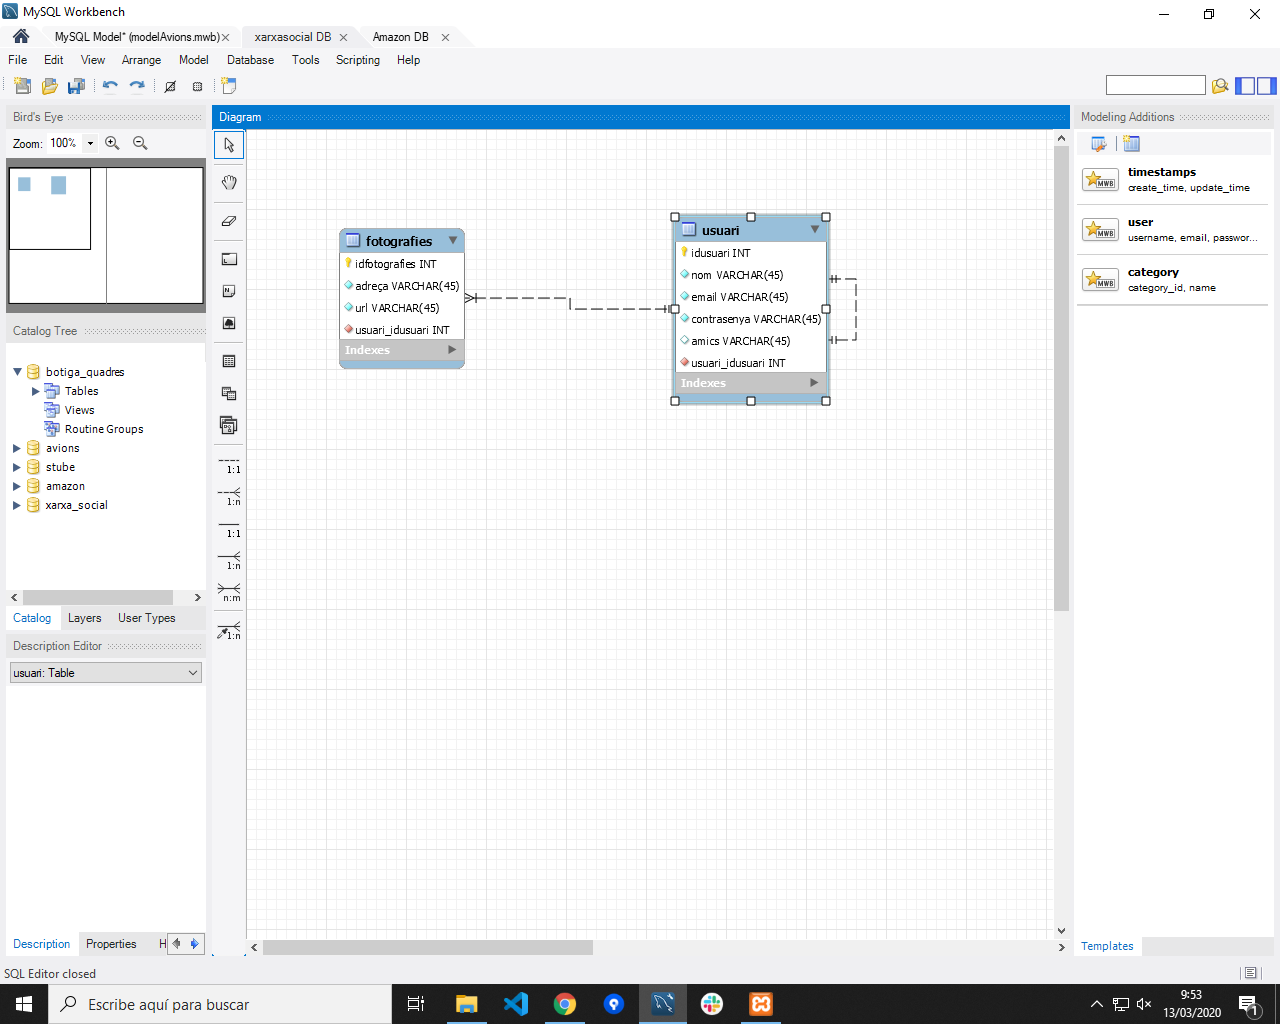 MySQL Workbench
MySQL Model* (modelAvions.mwb)
xarxasocial DB
Amazon DB
File
Edit
View
Arrange
Model
Database
Tools
Scripting
Help
Bird's Eye
Zoom: 100%
Catalog Tree
botiga_quadres
Tables
Views
Routine Groups
avions
stube
amazon
xarxa_social
Catalog
Layers
User Types
Description Editor
usuari: Table
Description
Properties
H
SQL Editor closed
Diagram
1:1
1:n
1:1
1:n
n:m
1:n
fotografies
idfotografies INT
adreça VARCHAR(45)
url VARCHAR(45)
usuari_idusuari INT
Indexes
usuari
idusuari INT
nom VARCHAR(45)
email VARCHAR(45)
contrasenya VARCHAR(45)
amics VARCHAR(45)
usuari_idusuari INT
Indexes
Modeling Additions
MWB
timestamps
create_time, update_time
MWB
user
username, email, passwor...
MWB
category
category_id, name
Templates
Escribe aquí para buscar
9:53
13/03/2020
1